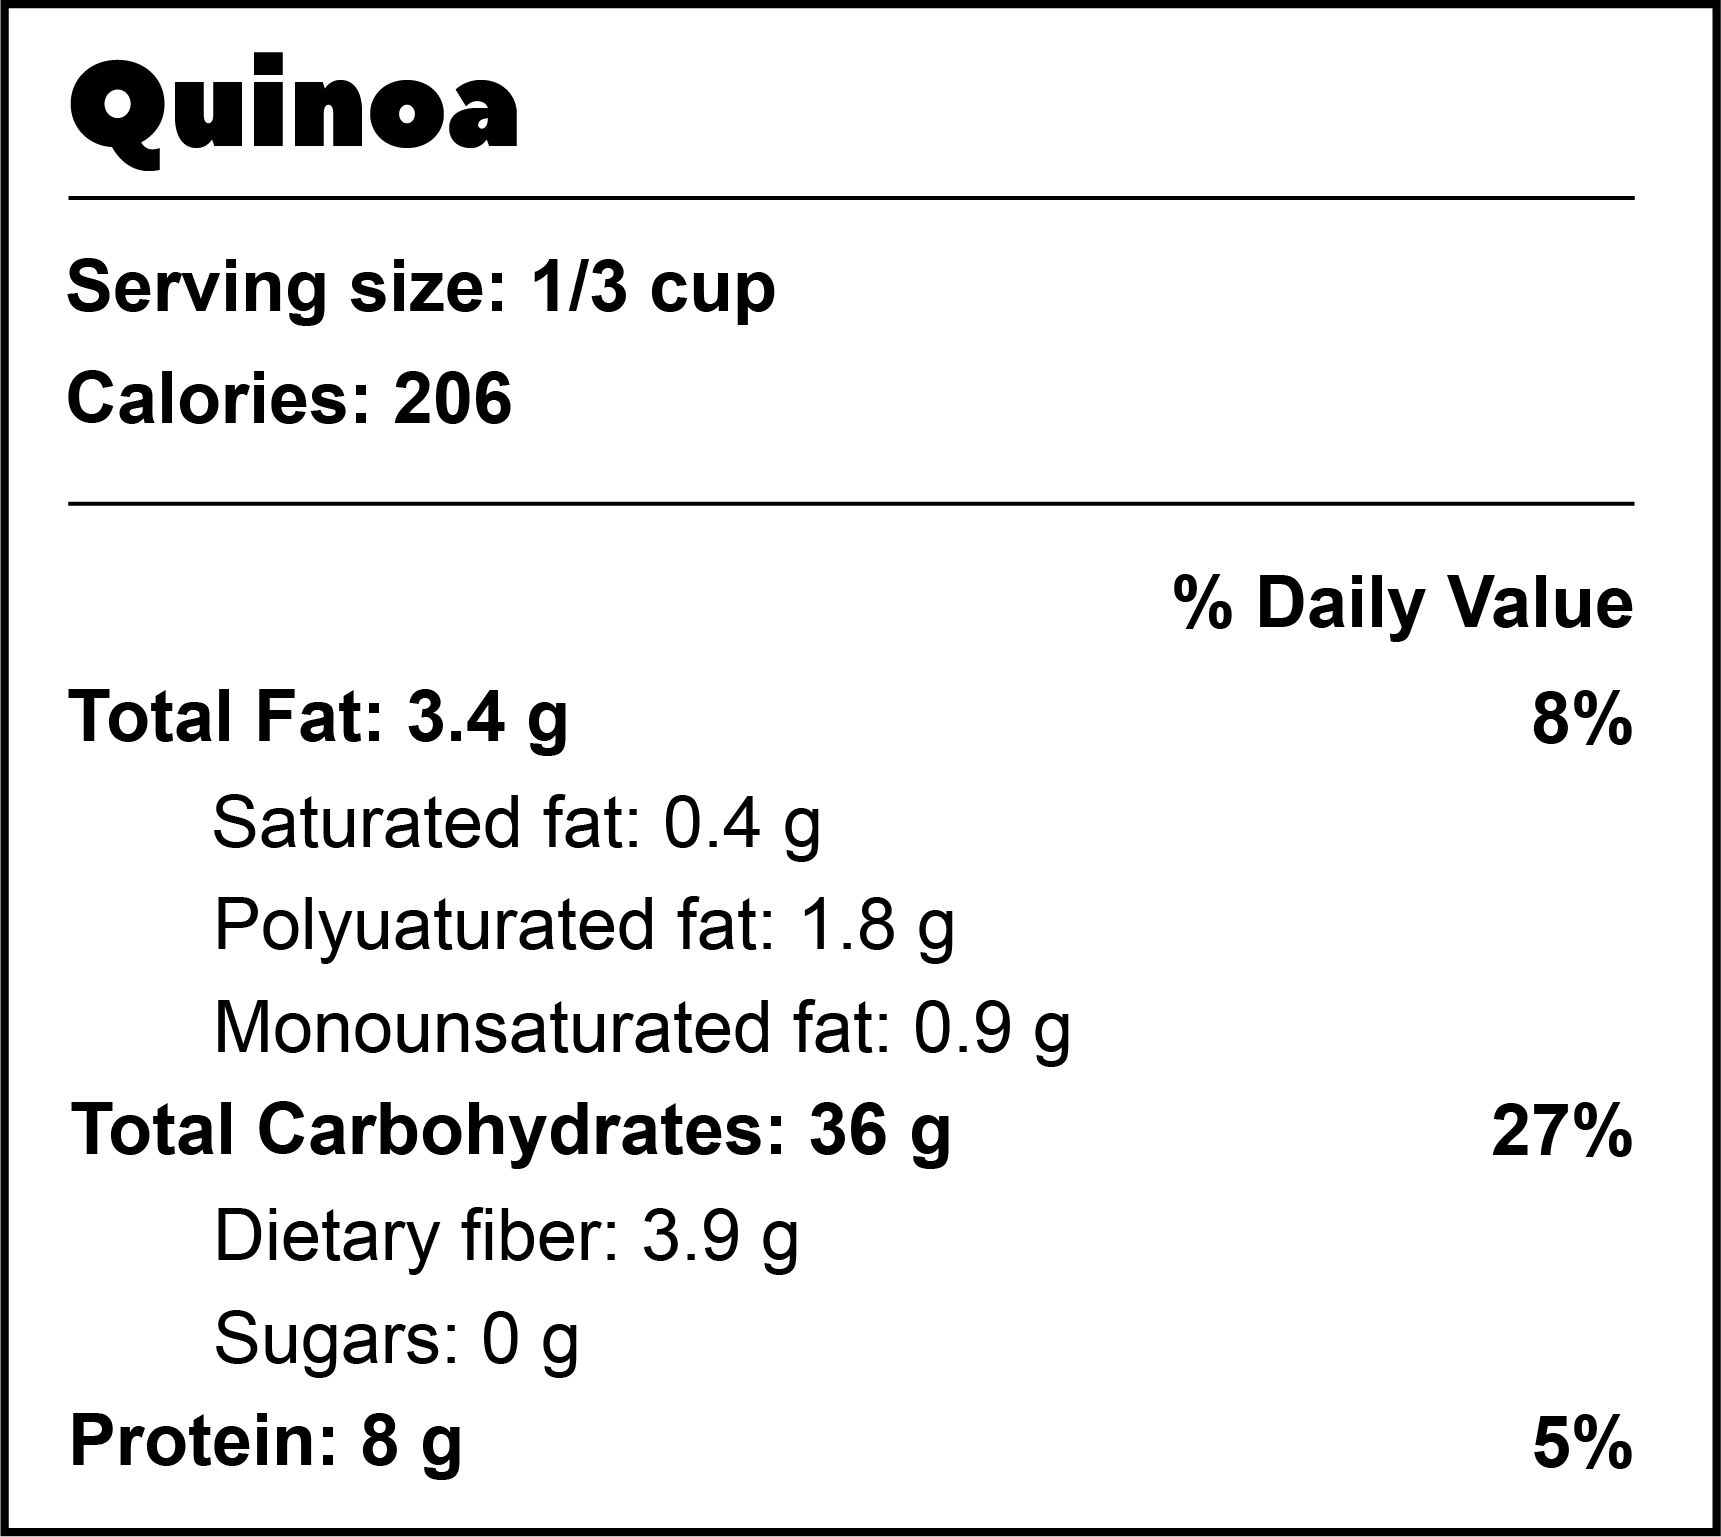 Quinoa
Serving size: 1/3 cup
Calories: 206
% Daily Value
Total Fat: 3.4 g 8%
Saturated fat: 0.4 g
Polyuaturated fat: 1.8 g
Monounsaturated fat: 0.9 g
Total Carbohydrates: 36 g 27%
Dietary fiber: 3.9 g
Sugars: 0 g
Protein: 8 g 5%